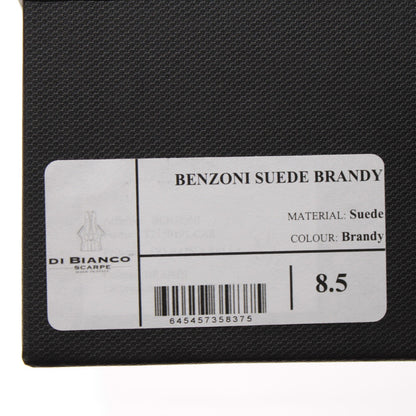 BENZONI SUEDE BRANDY
MATERIAL: Suede
COLOUR: Brandy
DI BIANCO
SCARPE
645457358375
8.5